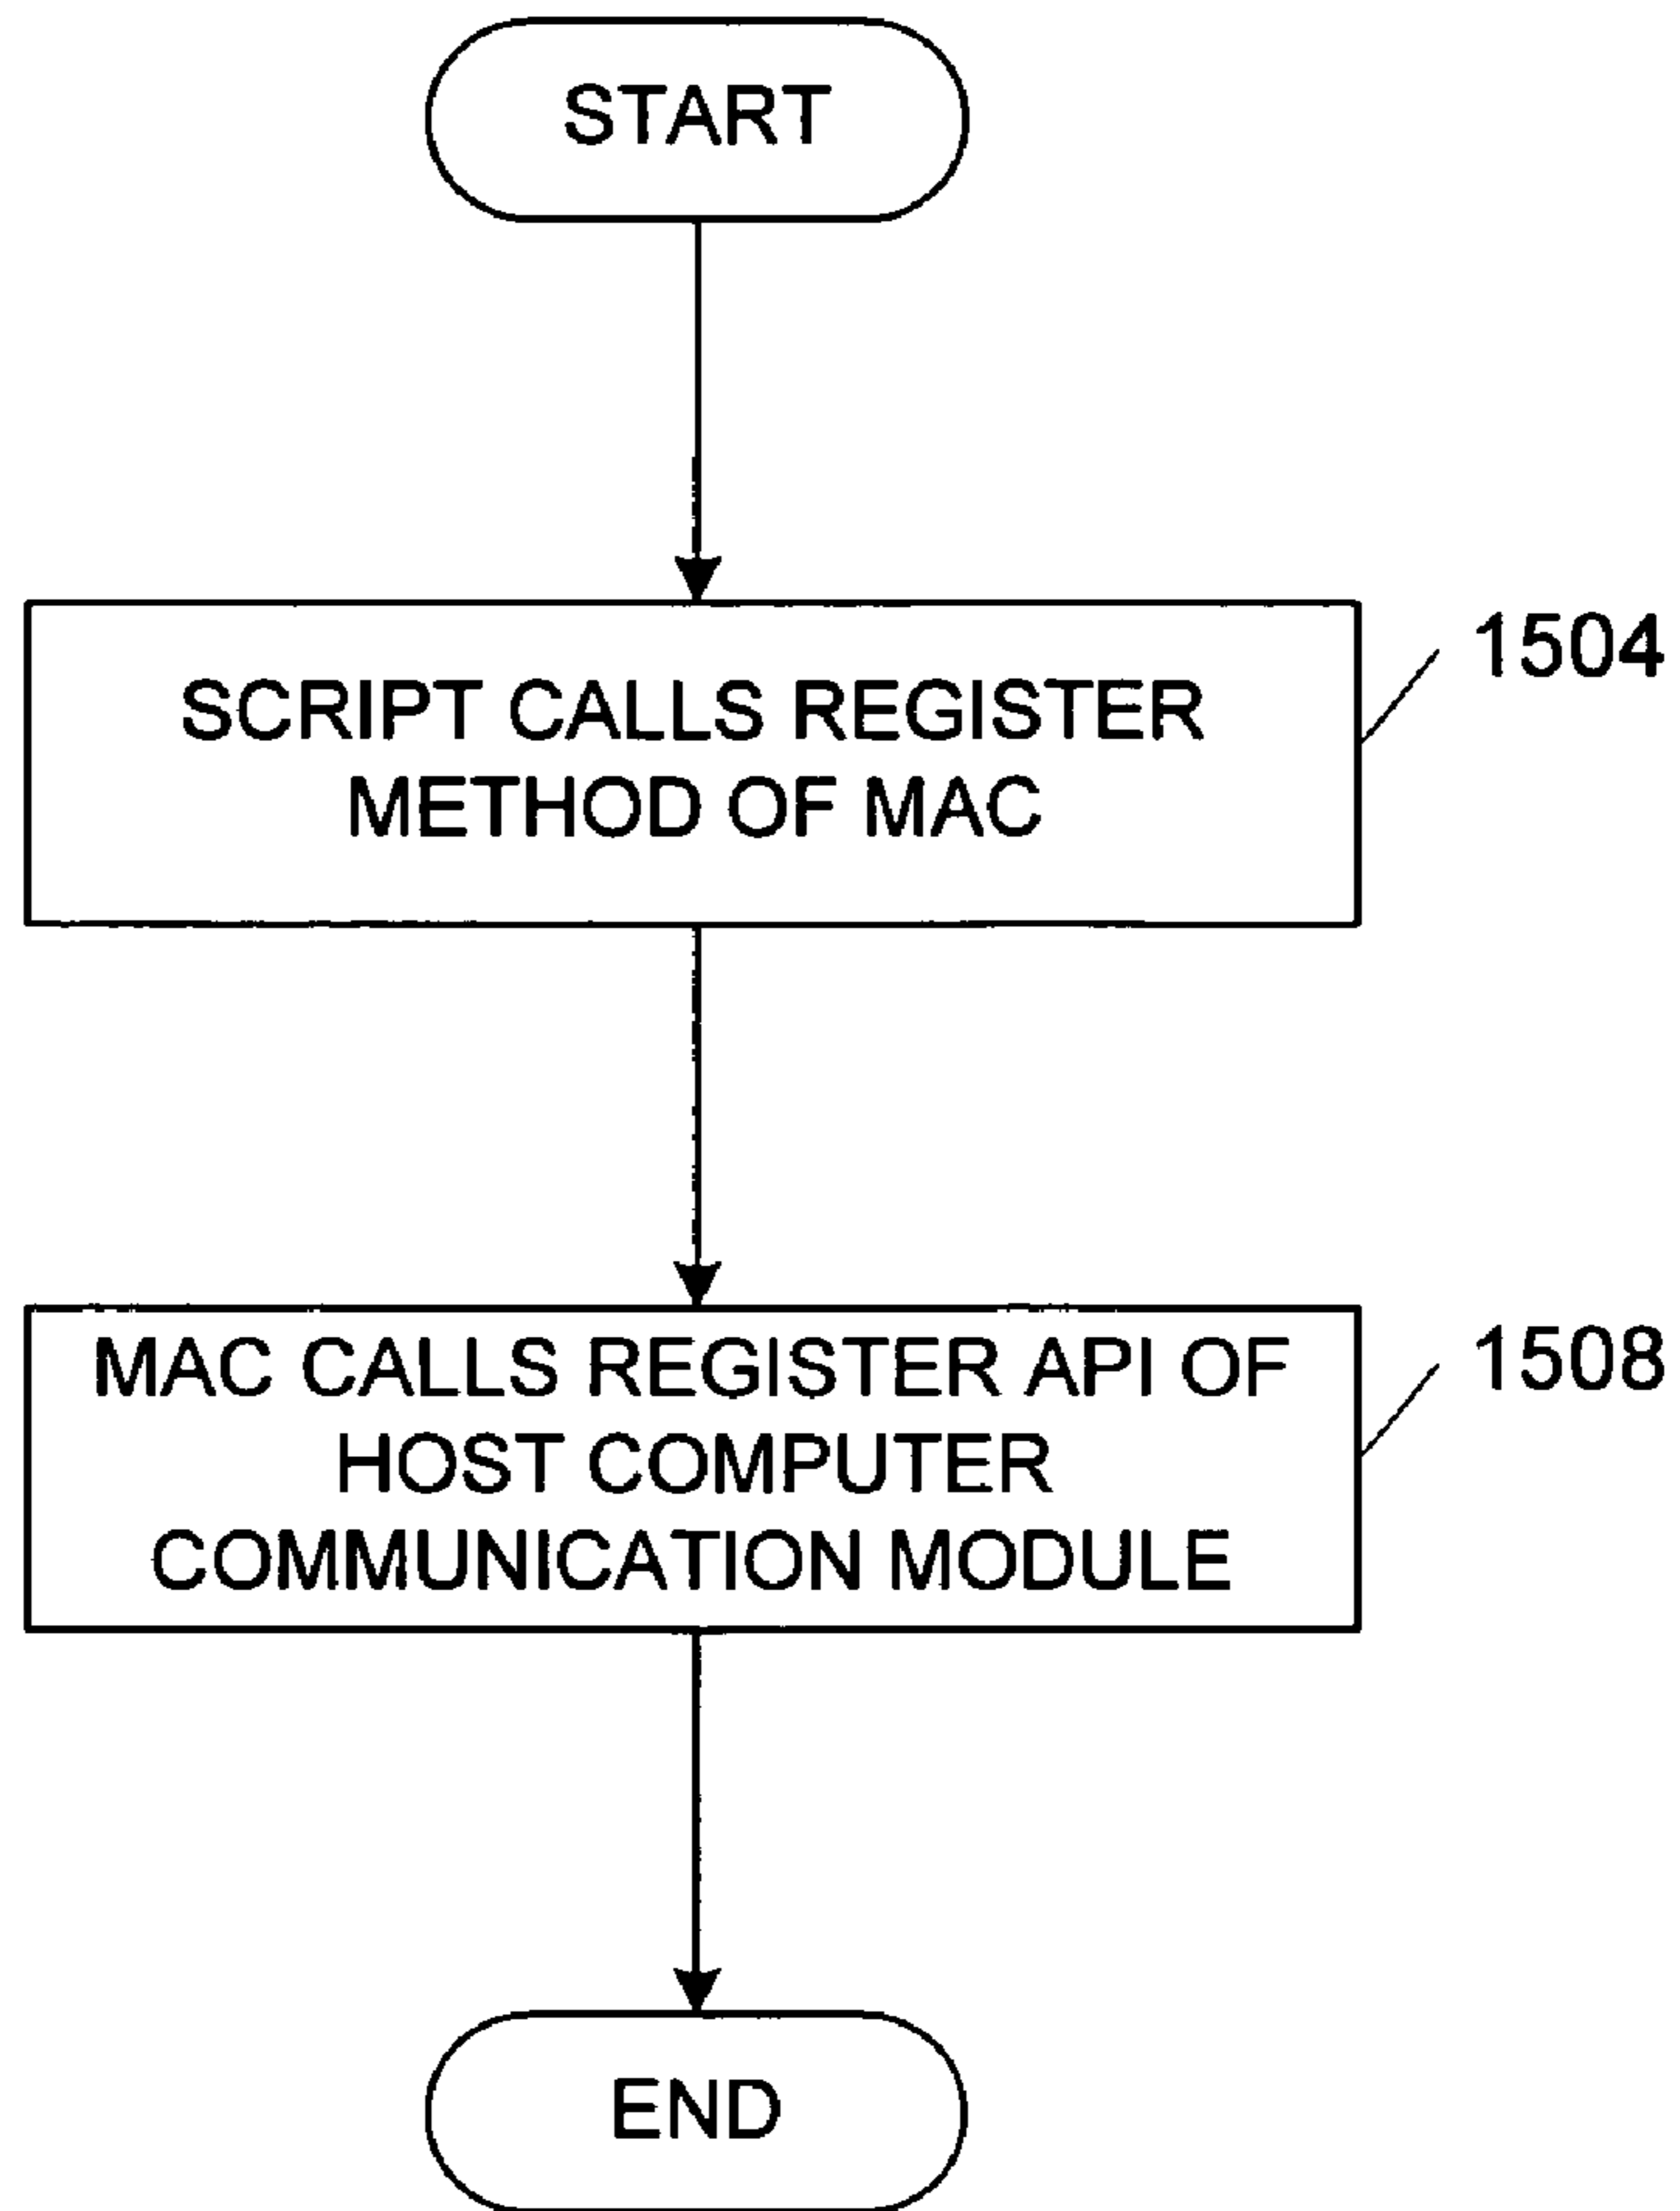 START
SCRIPT CALLS REGISTER
METHOD OF MAC
1504
MAC CALLS REGISTER API OF
HOST COMPUTER
COMMUNICATION MODULE
1508
END